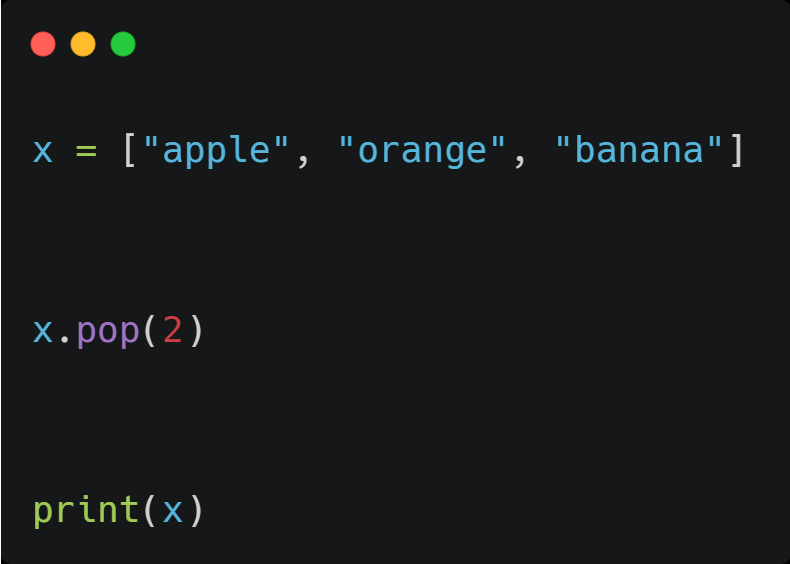 x = ["apple", "orange", "banana"]
x.pop(2)
print(x)